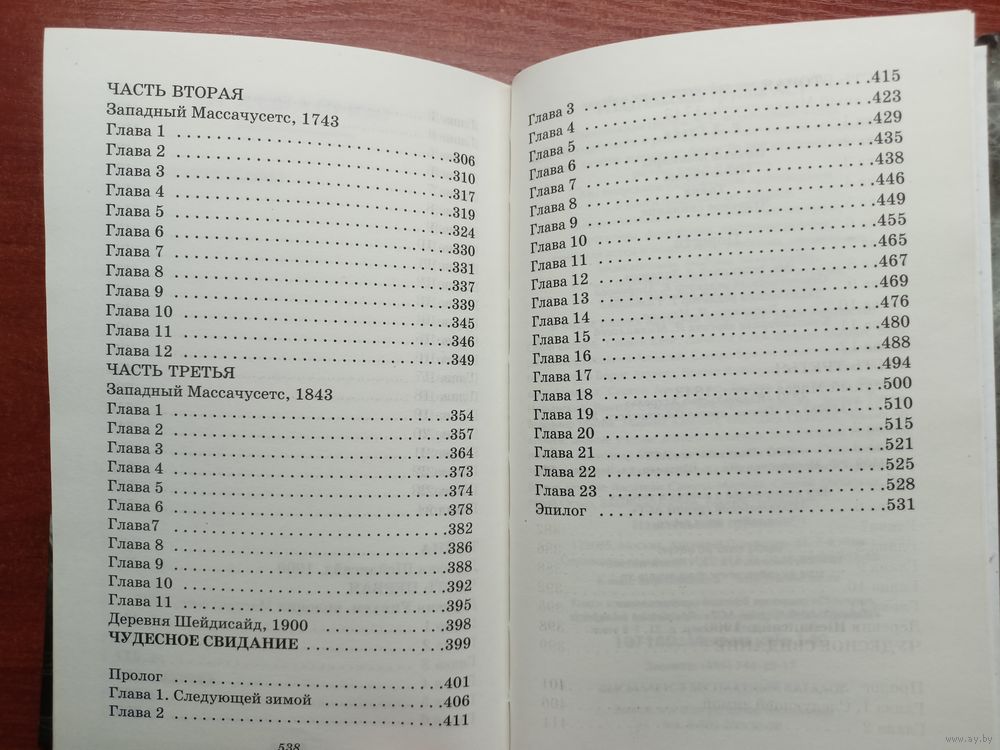 ЧАСТЬ ВТОРАЯ
Западный Массачусетс, 1743
Глава 1 ........................306
Глава 2 ........................310
Глава 3 ........................317
Глава 4 ........................319
Глава 5 ........................324
Глава 6 ........................330
Глава 7 ........................331
Глава 8 ........................337
Глава 9 ........................339
Глава 10 ........................345
Глава 11 ........................346
Глава 12 ........................349
ЧАСТЬ ТРЕТЬЯ
Западный Массачусетс, 1843
Глава 1 ........................354
Глава 2 ........................357
Глава 3 ........................364
Глава 4 ........................373
Глава 5 ........................374
Глава 6 ........................378
Глава7 ........................382
Глава 8 ........................386
Глава 9 ........................388
Глава 10 ........................392
Глава 11 ........................395
Деревня Шейдисайд, 1900 ............398
ЧУДЕСНОЕ СВИДАНИЕ ............399
Пролог ........................401
Глава 1. Следующей зимой ............406
Глава 2 ........................411
538
Глава 3 ........................415
Глава 4 ........................423
Глава 5 ........................429
Глава 6 ........................435
Глава 7 ........................438
Глава 8 ........................446
Глава 9 ........................449
Глава 10 ........................455
Глава 11 ........................465
Глава 12 ........................467
Глава 13 ........................469
Глава 14 ........................476
Глава 15 ........................480
Глава 16 ........................488
Глава 17 ........................494
Глава 18 ........................500
Глава 19 ........................510
Глава 20 ........................515
Глава 21 ........................521
Глава 22 ........................525
Глава 23 ........................528
Эпилог ........................531
www.ay.by